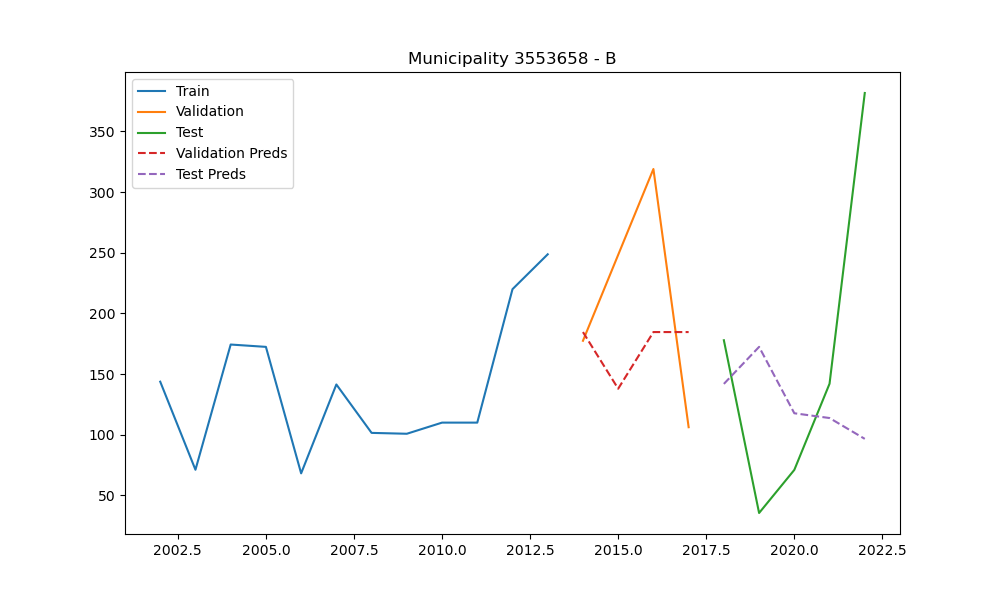 Municipality 3553658 - B
Train
Validation
Test
Validation Preds
Test Preds
350
300
250
200
150
100
50
2002.5 2005.0 2007.5 2010.0 2012.5 2015.0 2017.5 2020.0 2022.5